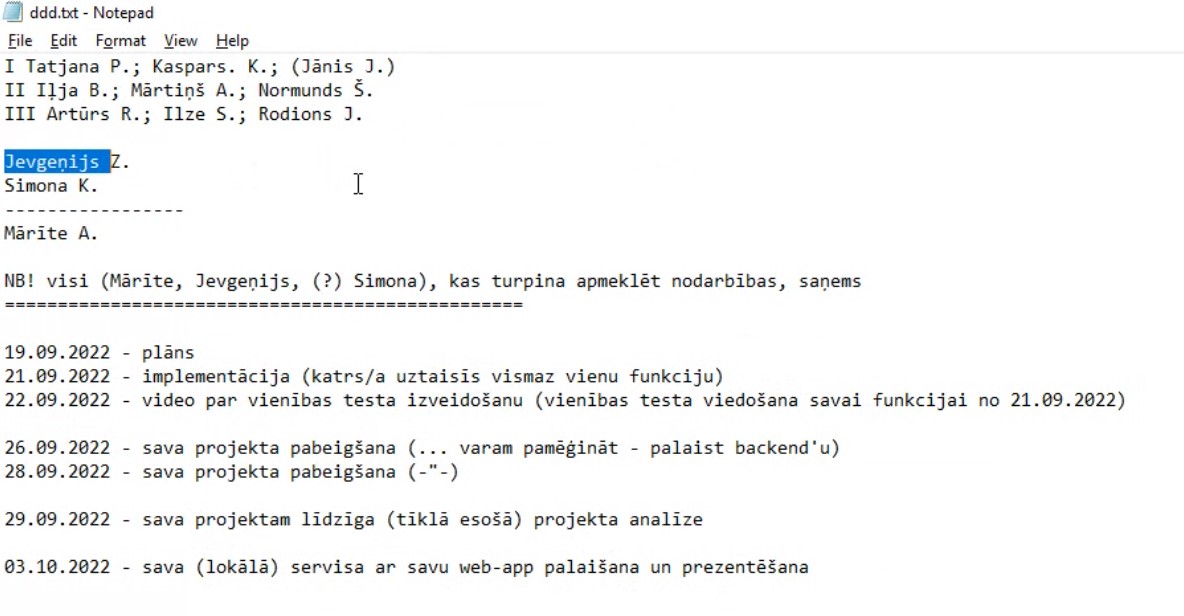 ddd.txt - Notepad
File Edit Format View Help
I Tatjana P.; Kaspars. K.; (Jānis J.)
II Iļja B.; Mārtiņš A.; Normunds Š.
III Artūrs R.; Ilze S.; Rodions J.
Jevgeņijs Z.
Simona K.
-----------------
Mārīte A.
NB! visi (Mārīte, Jevgeņijs, (?) Simona), kas turpina apmeklēt nodarbības, saņems
=================================================
19.09.2022 - plāns
21.09.2022 - implementācija (katrs/a uztaisīs vismaz vienu funkciju)
22.09.2022 - video par vienības testa izveidošanu (vienības testa viedošana savai funkcijai no 21.09.2022)
26.09.2022 - sava projekta pabeigšana (... varam pamēģināt - palaist backend'u)
28.09.2022 - sava projekta pabeigšana (-"-)
29.09.2022 - sava projektam līdzīga (tīklā esošā) projekta analīze
03.10.2022 - sava (lokālā) servisa ar savu web-app palaišana un prezentēšana